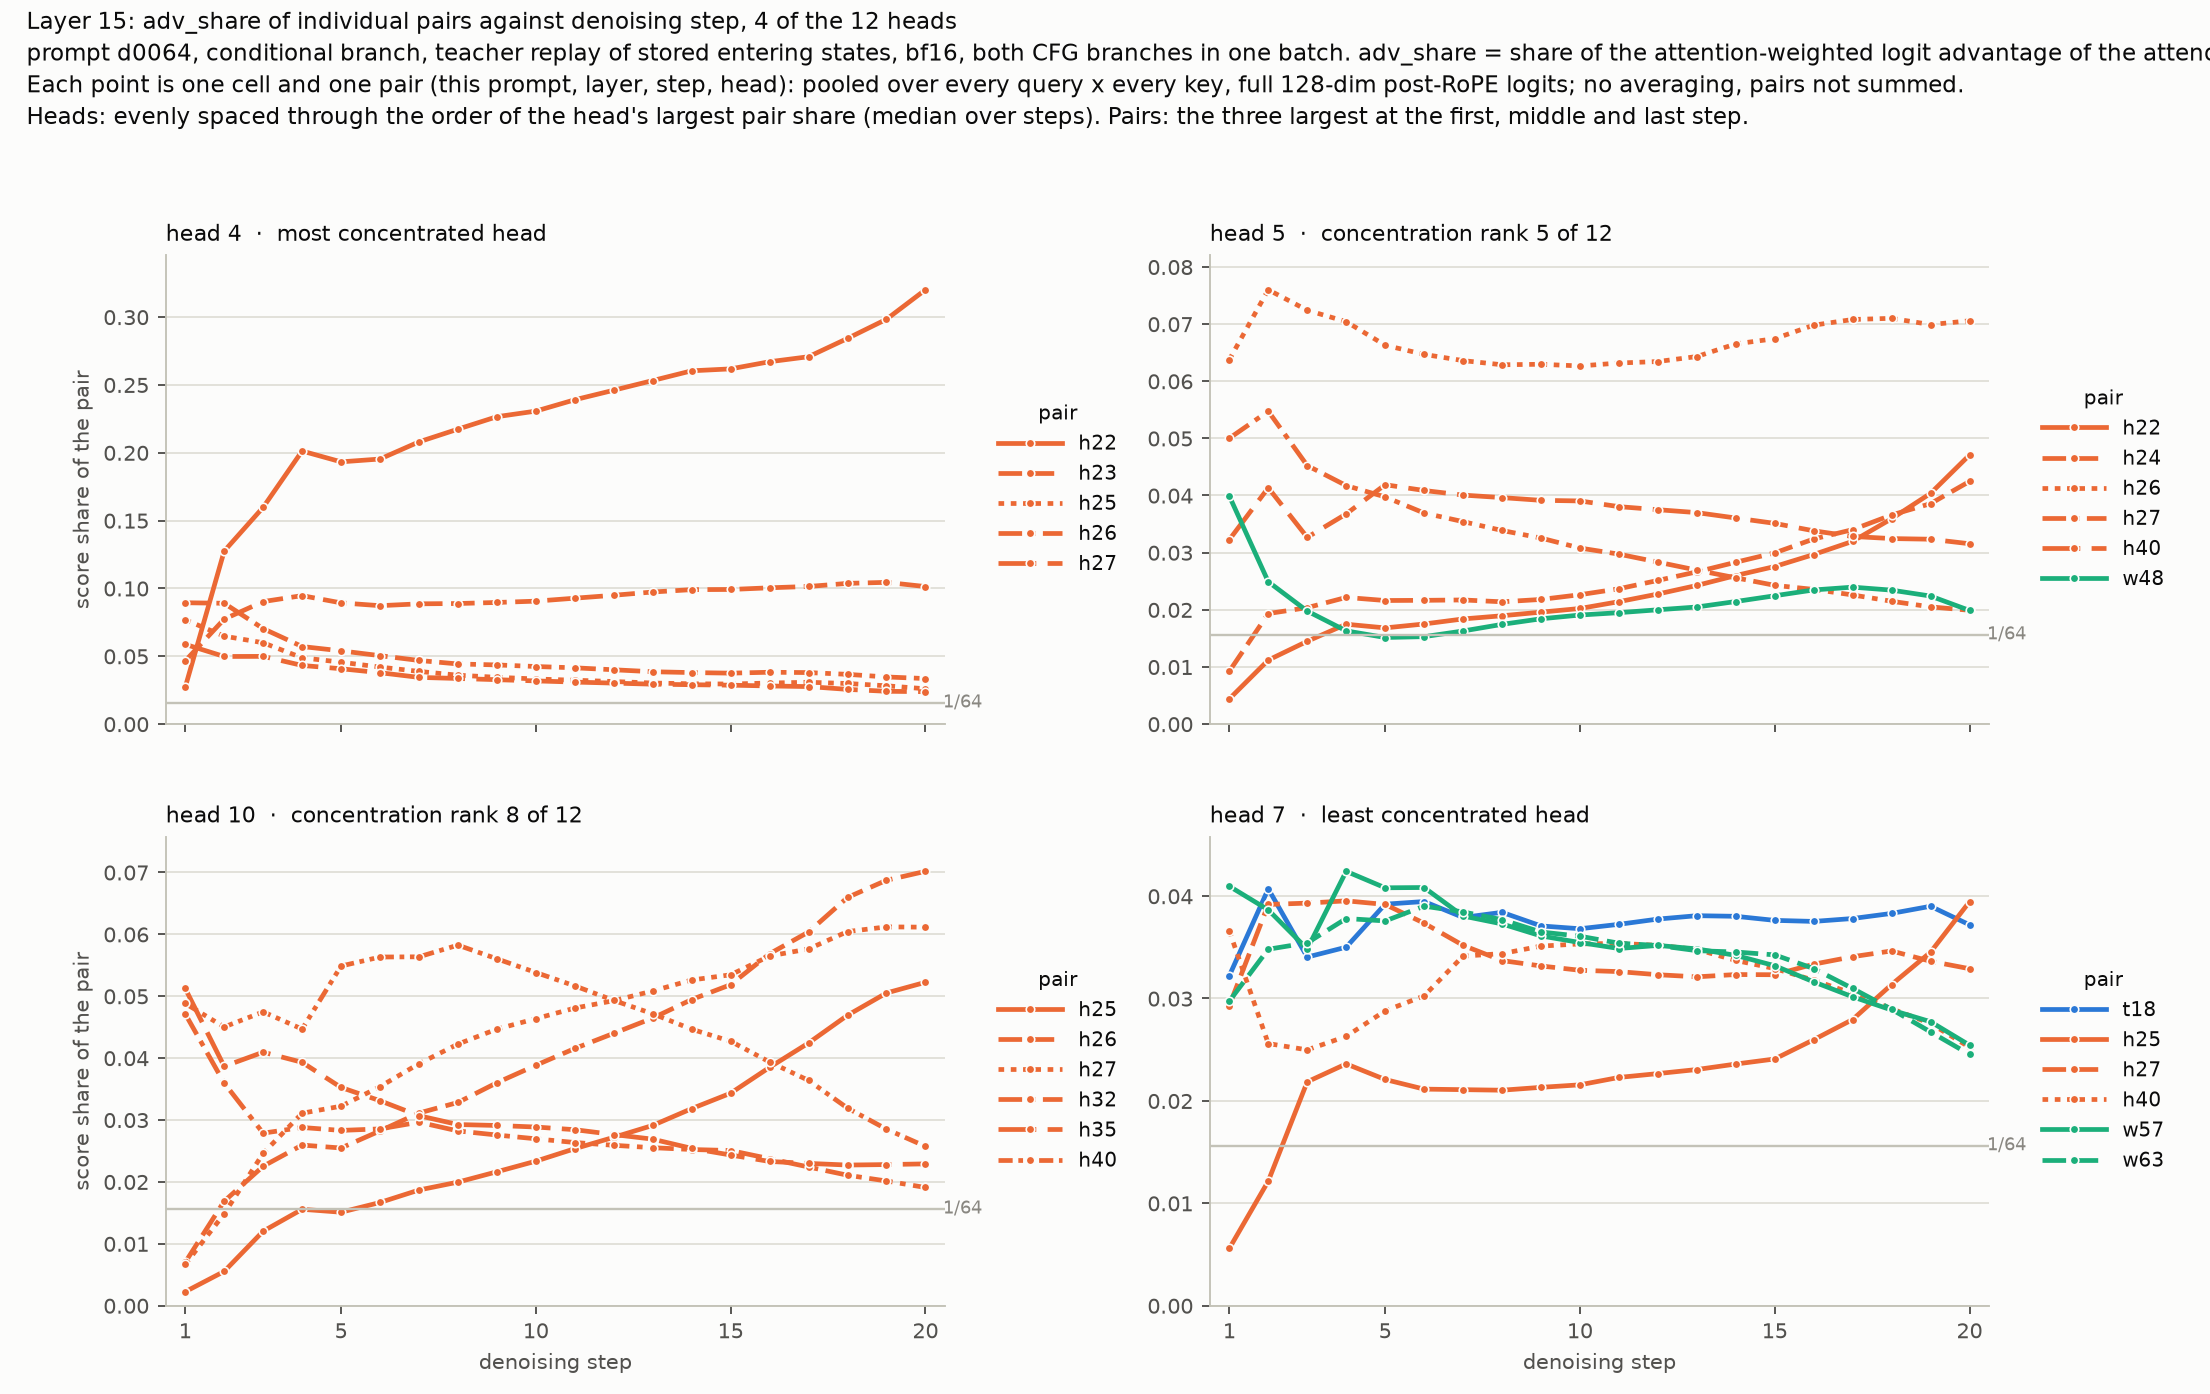 Layer 15: adv_share of individual pairs against denoising step, 4 of the 12 heads
prompt d0064, conditional branch, teacher replay of stored entering states, bf16, both CFG branches in one batch. adv_share = share of the attention-weighted logit advantage of the
Each point is one cell and one pair (this prompt, layer, step, head): pooled over every query x every key, full 128-dim post-RoPE logits; no averaging, pairs not summed.
Heads: evenly spaced through the order of the head's largest pair share (median over steps). Pairs: the three largest at the first, middle and last step.
head 4 · most concentrated head
score share of the pair
0.30
0.25
0.20
0.15
0.10
0.05
0.00
1/64
pair
h22
h23
h25
h26
h27
head 5 · concentration rank 5 of 12
0.08
0.07
0.06
0.05
0.04
0.03
0.02
0.01
0.00
1/64
pair
h22
h24
h26
h27
h40
w48
head 10 · concentration rank 8 of 12
score share of the pair
0.07
0.06
0.05
0.04
0.03
0.02
0.01
0.00
1/64
1 5 10 15 20
denoising step
pair
h25
h26
h27
h32
h35
h40
head 7 · least concentrated head
0.04
0.03
0.02
0.01
0.00
1/64
1 5 10 15 20
denoising step
pair
t18
h25
h27
h40
w57
w63